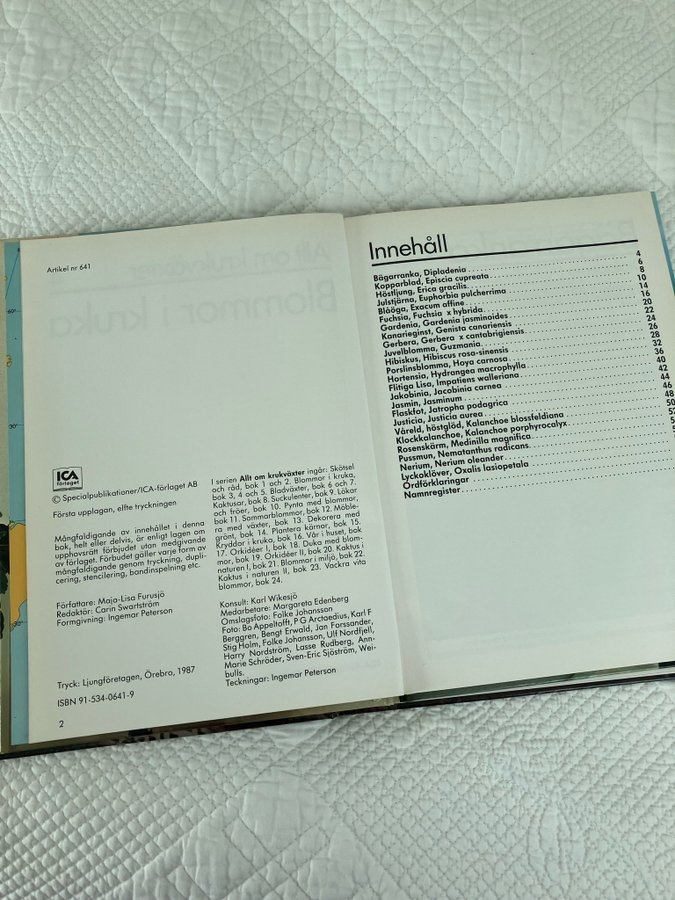 Artikel nr 641
ICA
förlaget
© Specialpublikationer/ICA-förlaget AB
Första upplagan, elfte tryckningen
Mångfaldigande av innehållet i denna
bok, helt eller delvis, är enligt lagen om
upphovsrätt förbjudet utan medgivande
av förlaget. Förbudet gäller varje form av
mångfaldigande genom tryckning, dupli-
cering, stencilering, bandinspelning etc.
Författare: Maja-Lisa Furusjö
Redaktör: Carin Swartström
Formgivning: Ingemar Peterson
Tryck: Ljungföretagen, Örebro, 1987
ISBN 91-534-0641-9
2
I serien Allt om krukväxter ingår: Skötsel
och råd, bok 1 och 2. Blommor i kruka,
bok 3, 4 och 5. Bladväxter, bok 6 och 7.
Kaktusar, bok 8. Suckulenter, bok 9. Lökar
och fröer, bok 10. Pynta med blommor,
bok 11. Sommarblommor, bok 12. Möble-
ra med växter, bok 13. Dekorera med
grönt, bok 14. Plantera kärnor, bok 15.
Kryddor i kruka, bok 16. Vår i huset, bok
17. Orkidéer I, bok 18. Duka med blom-
mor, bok 19. Orkidéer II, bok 20. Kaktus i
naturen I, bok 21. Blommor i miljö, bok 22.
Kaktus i naturen II, bok 23. Vackra vita
blommor, bok 24.
Konsult: Karl Wikesjö
Medarbetare: Margareta Edenberg
Omslagsfoto: Folke Johansson
Foto: Bo Appeltofft, P G Arctaedius, Karl F
Berggren, Bengt Erwald, Jan Forssander,
Stig Holm, Folke Johansson, Ulf Nordfjell,
Harry Nordström, Lasse Rudberg, Ann-
Marie Schröder, Sven-Eric Sjöström, Wei-
bulls.
Teckningar: Ingemar Peterson
Innehåll
Bägarranka, Dipladenia 4
Kopparblad, Episcia cupreata 6
Höstljung, Erica gracilis 8
Julstjärna, Euphorbia pulcherrima 10
Blååga, Exacum affine 14
Fuchsia, Fuchsia x hybrida 16
Gardenia, Gardenia jasminoides 20
Kanarieginst, Genista canariensis 22
Gerbera, Gerbera x cantabrigiensis 24
Juvelblomma, Guzmania 26
Hibiskus, Hibiscus rosa-sinensis 28
Porslinsblomma, Hoya carnosa 32
Hortensia, Hydrangea macrophylla 36
Flitiga Lisa, Impatiens walleriana 40
Jakobinia, Jacobinia carnea 42
Jasmin, Jasminum 44
Flaskfot, Jatropha podagrica 46
Justicia, Justicia aurea 48
Våreld, höstglöd, Kalanchoe blossfeldiana 50
Klockkalanchoe, Kalanchoe porphyrocalyx
Rosenskärm, Medinilla magnifica
Pussmun, Nematanthus radicans
Nerium, Nerium oleander
Lyckaklöver, Oxalis lasiopetala
Ordförklaringar
Namnregister